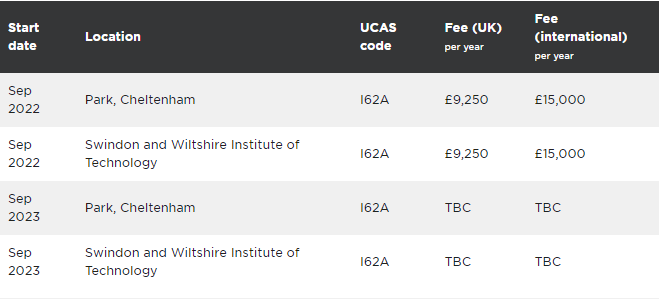 Start date Location UCAS code Fee (UK) per year Fee (international) per year
Sep 2022 Park, Cheltenham I62A £9,250 £15,000
Sep 2022 Swindon and Wiltshire Institute of Technology I62A £9,250 £15,000
Sep 2023 Park, Cheltenham I62A TBC TBC
Sep 2023 Swindon and Wiltshire Institute of Technology I62A TBC TBC